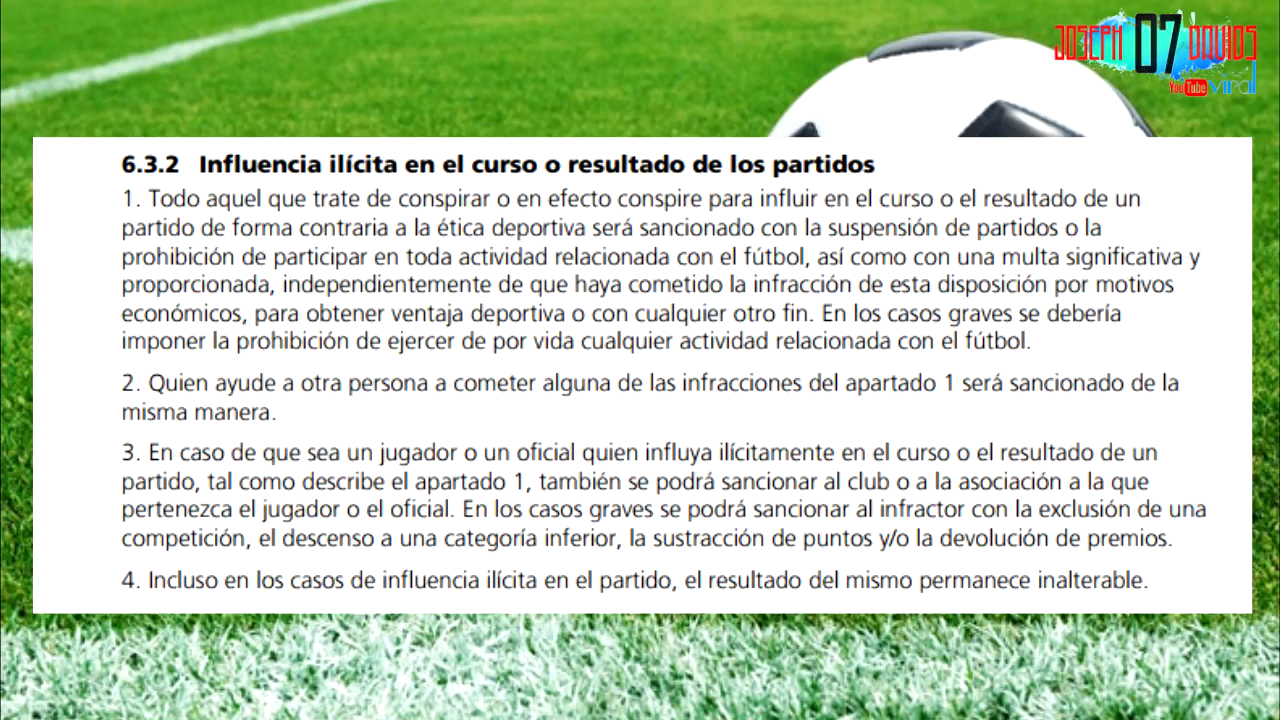 JOSEPH 07 DAVIDS
YouTube viral
6.3.2 Influencia ilícita en el curso o resultado de los partidos
1. Todo aquel que trate de conspirar o en efecto conspire para influir en el curso o el resultado de un
partido de forma contraria a la ética deportiva será sancionado con la suspensión de partidos o la
prohibición de participar en toda actividad relacionada con el fútbol, así como con una multa significativa y
proporcionada, independientemente de que haya cometido la infracción de esta disposición por motivos
económicos, para obtener ventaja deportiva o con cualquier otro fin. En los casos graves se debería
imponer la prohibición de ejercer de por vida cualquier actividad relacionada con el fútbol.
2. Quien ayude a otra persona a cometer alguna de las infracciones del apartado 1 será sancionado de la
misma manera.
3. En caso de que sea un jugador o un oficial quien influya ilícitamente en el curso o el resultado de un
partido, tal como describe el apartado 1, también se podrá sancionar al club o a la asociación a la que
pertenezca el jugador o el oficial. En los casos graves se podrá sancionar al infractor con la exclusión de una
competición, el descenso a una categoría inferior, la sustracción de puntos y/o la devolución de premios.
4. Incluso en los casos de influencia ilícita en el partido, el resultado del mismo permanece inalterable.